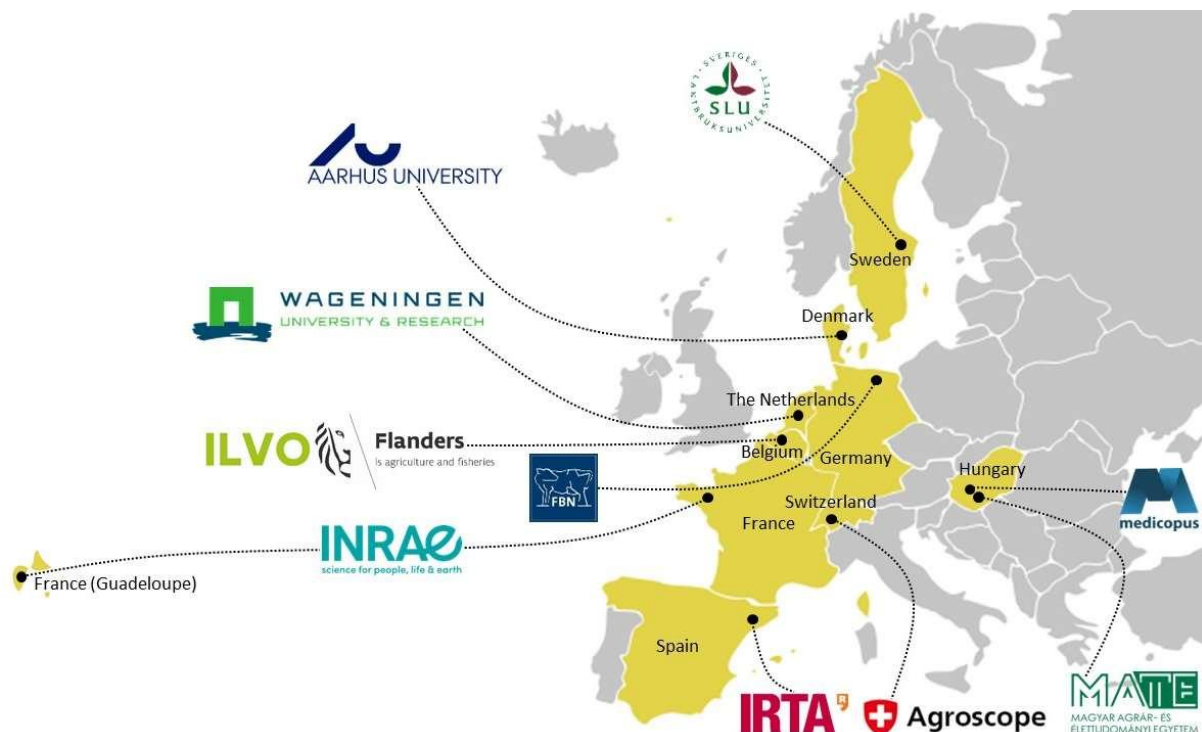 SVERIGES
LANTBRUKSUNIVERSITET
SLU
AARHUS UNIVERSITY
Sweden
Denmark
WAGENINGEN
UNIVERSITY & RESEARCH
The Netherlands
ILVO
Flanders
is agriculture and fisheries
Belgium
Germany
FBN
Hungary
medicopus
Switzerland
France
INRAE
science for people, life & earth
France (Guadeloupe)
Spain
IRTA
Agroscope
MATE
MAGYAR AGRÁR- ÉS
ÉLETTUDOMÁNYI EGYETEM